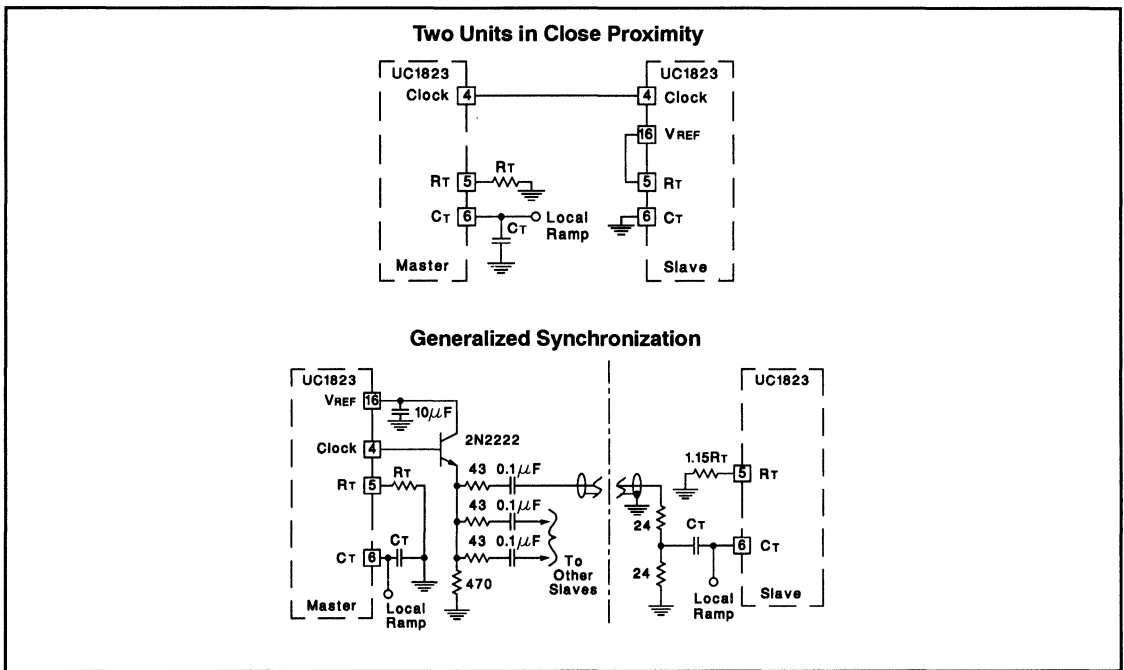 Two Units in Close Proximity
UC1823
Clock 4
RT 5
RT
CT 6
CT
Local
Ramp
Master
UC1823
4 Clock
16 VREF
5 RT
6 CT
Slave
Generalized Synchronization
UC1823
VREF 16
10μF
Clock 4
2N2222
RT 5
RT
43 0.1μF
43 0.1μF
43 0.1μF
CT 6
CT
470
To
Other
Slaves
Local
Ramp
Master
UC1823
1.15RT
5 RT
24
CT
6 CT
24
Local
Ramp
Slave